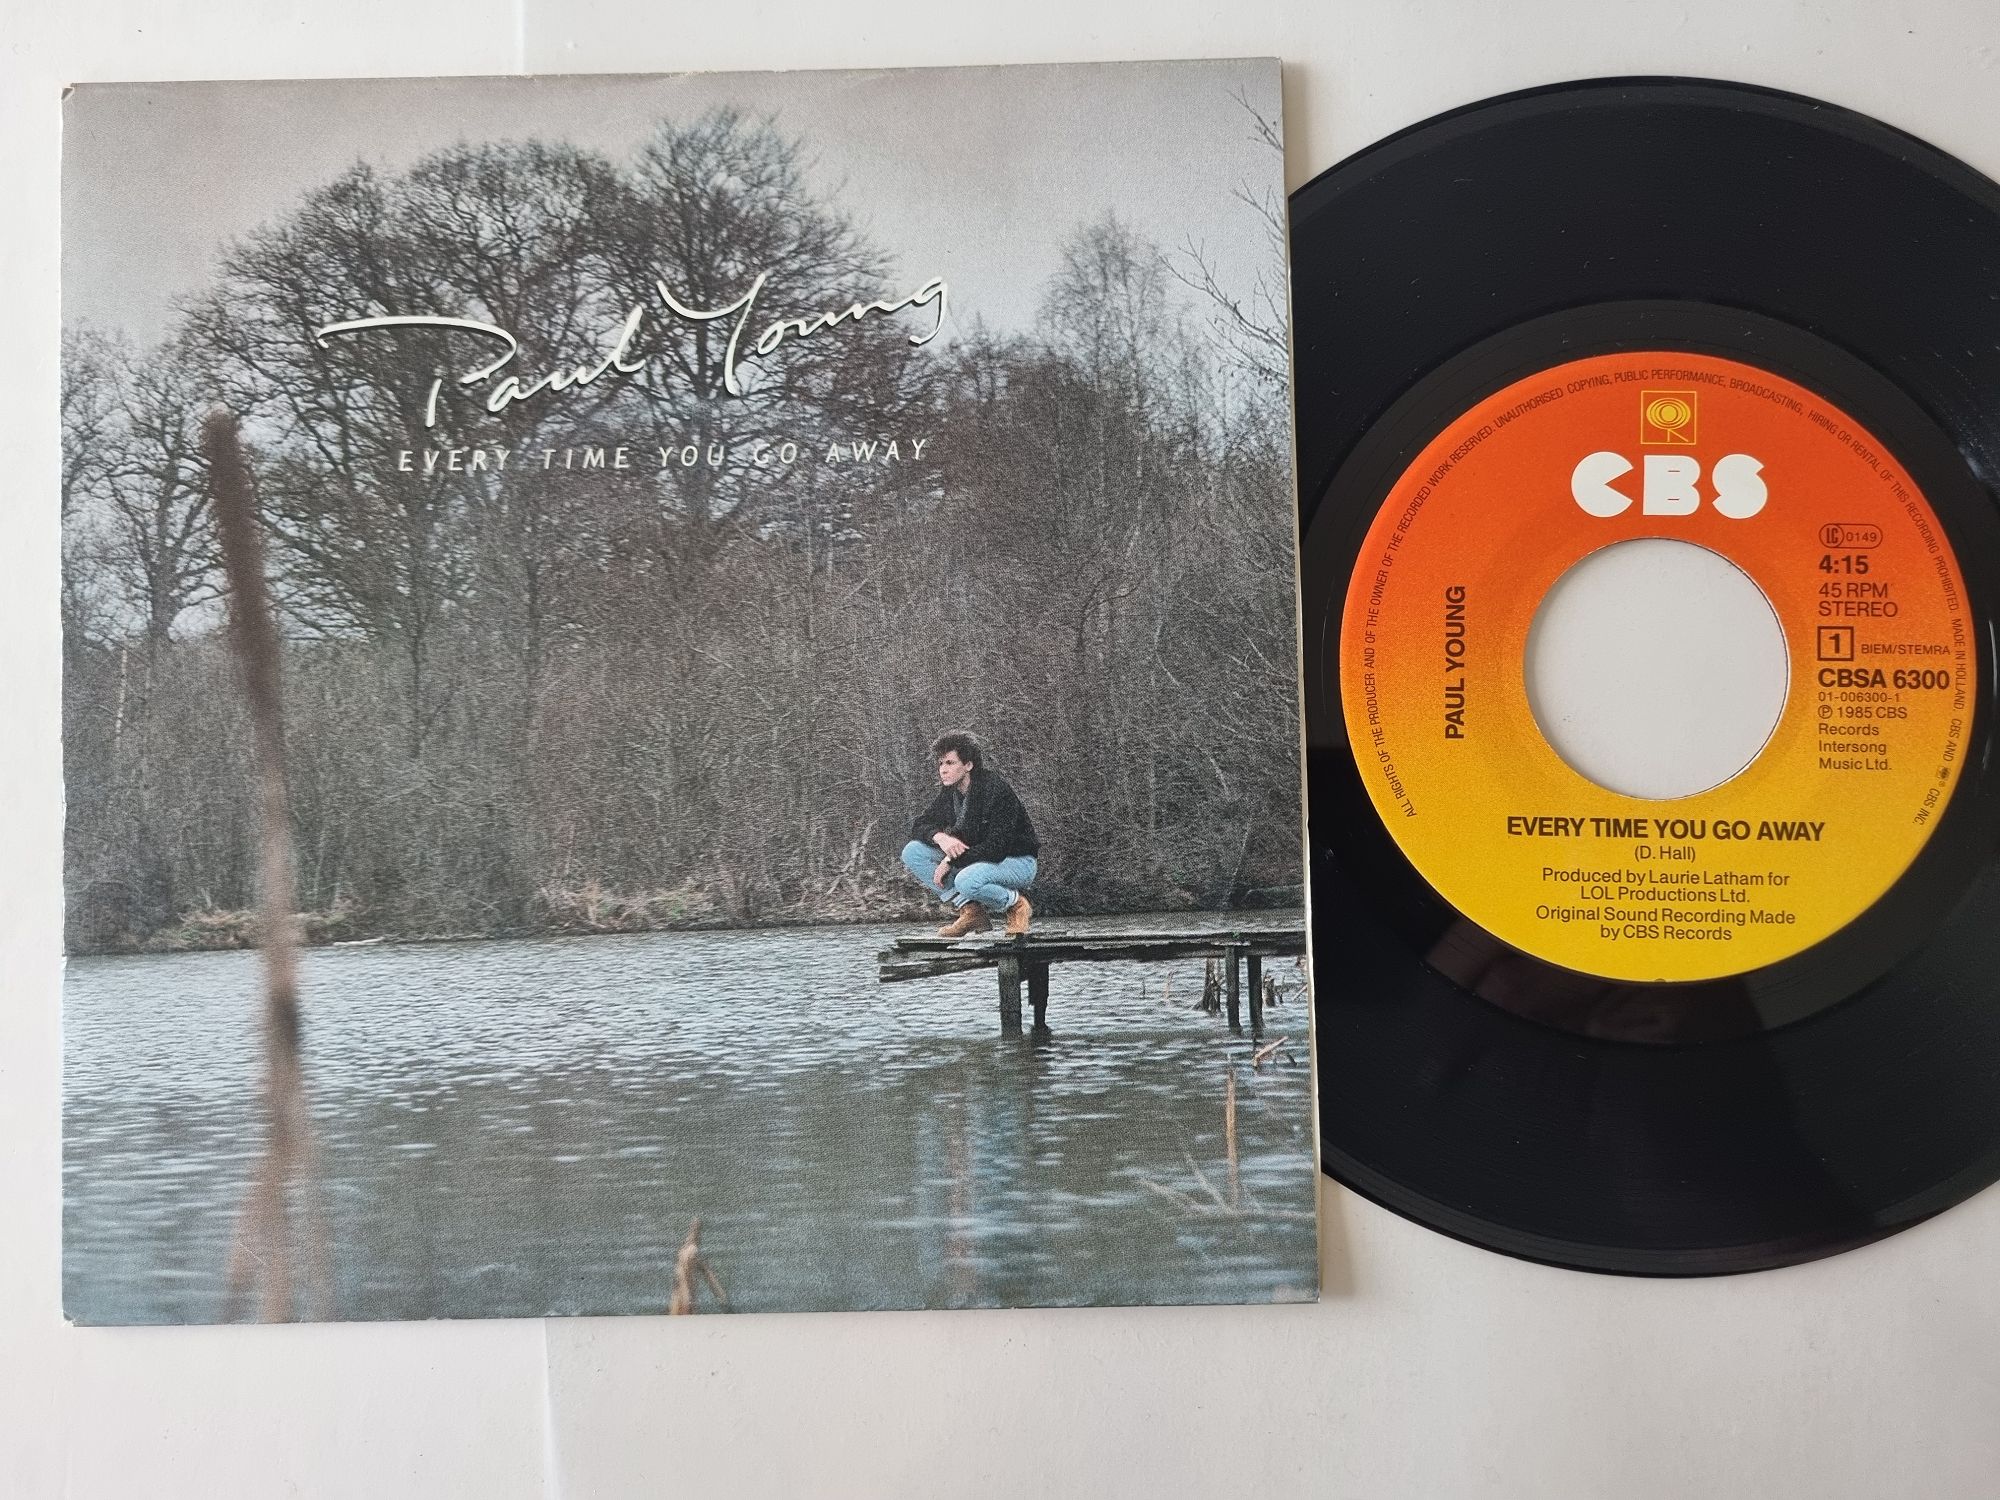 Paul Young
EVERY TIME YOU GO AWAY
ALL RIGHTS OF THE PRODUCER AND OF THE OWNER OF THE RECORDED WORK RESERVED. UNAUTHORISED COPYING, PUBLIC PERFORMANCE, BROADCASTING, HIRING OR RENTAL OF THIS RECORDING PROHIBITED. MADE IN HOLLAND. CBS AND CBS INC.
CBS
LC 0149
4:15
45 RPM
STEREO
1 BIEM/STEMRA
CBSA 6300
01-006300-1
℗ 1985 CBS
Records
Intersong
Music Ltd.
PAUL YOUNG
EVERY TIME YOU GO AWAY
(D. Hall)
Produced by Laurie Latham for
LOL Productions Ltd.
Original Sound Recording Made
by CBS Records